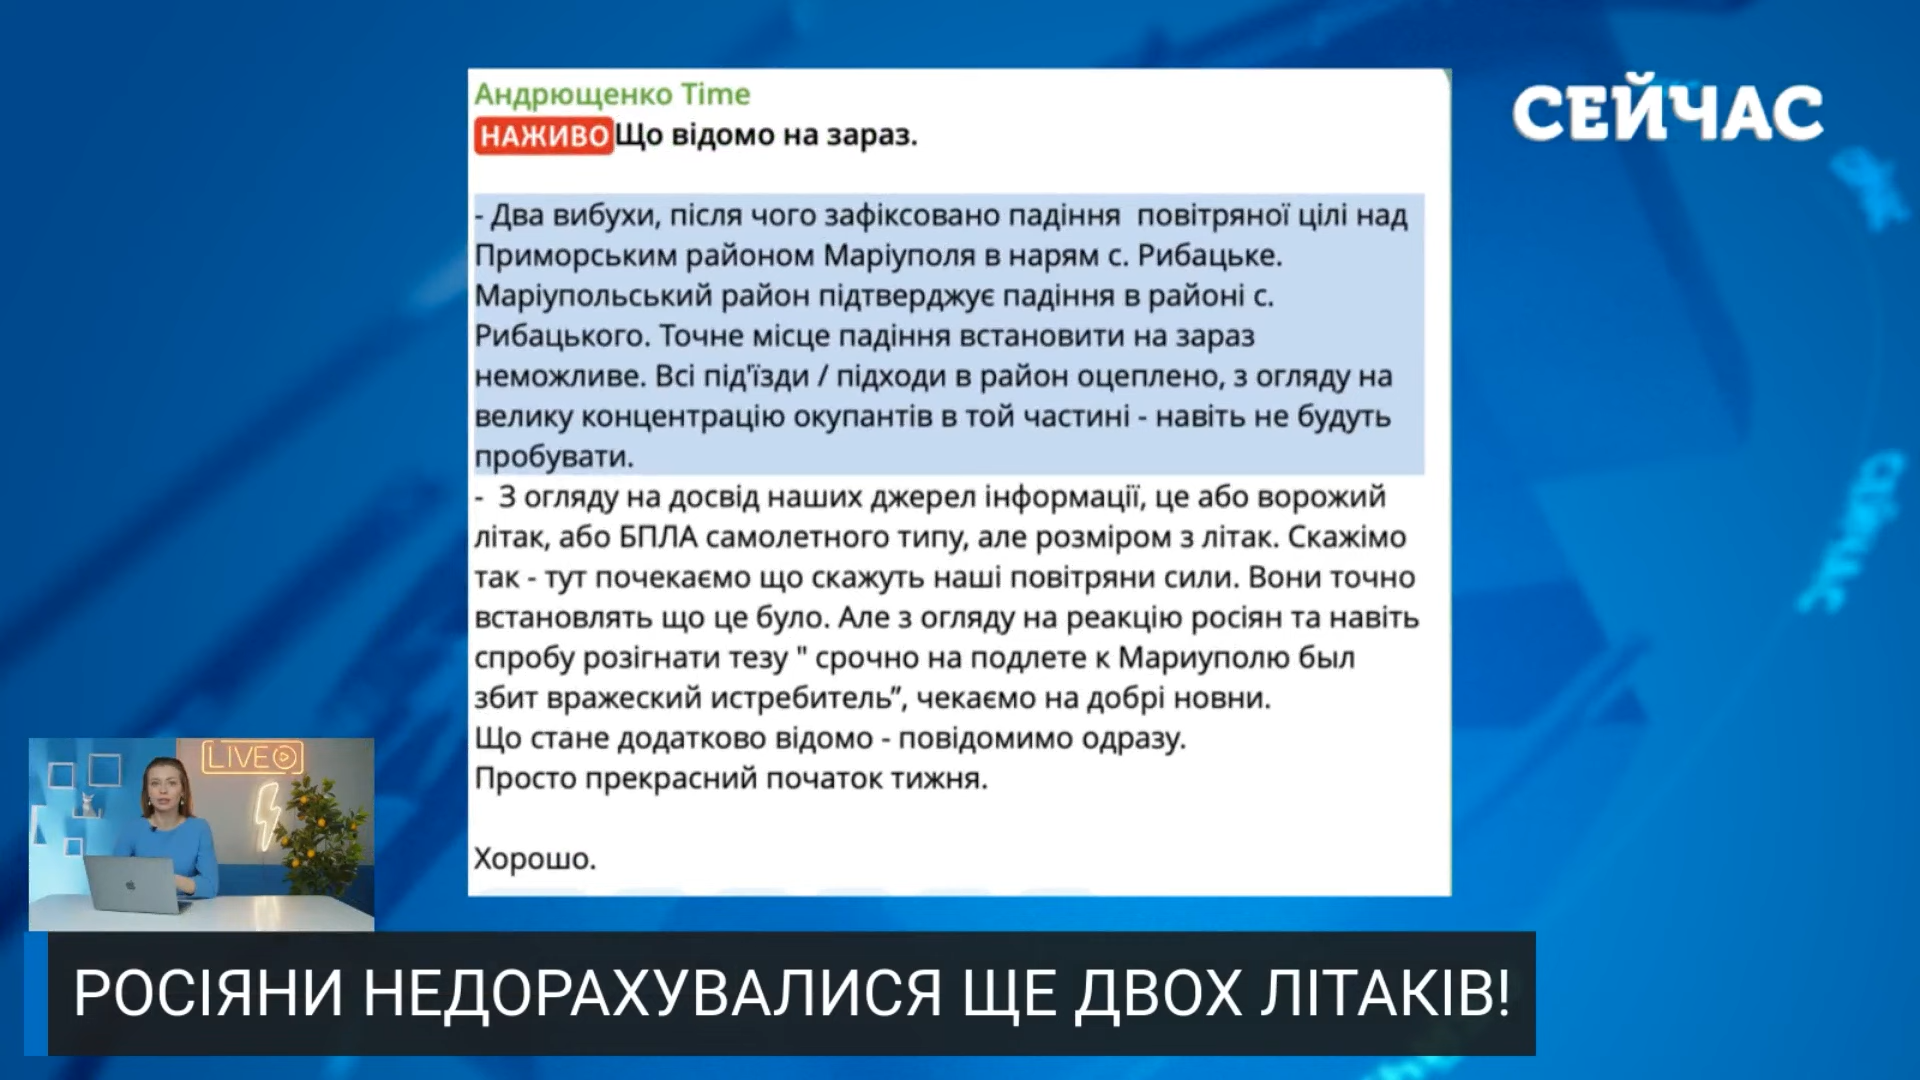 Андрющенко Time
НАЖИВО Що відомо на зараз.
- Два вибухи, після чого зафіксовано падіння повітряної цілі над
Приморським районом Маріуполя в нарям с. Рибацьке.
Маріупольський район підтверджує падіння в районі с.
Рибацького. Точне місце падіння встановити на зараз
неможливе. Всі під'їзди / підходи в район оцеплено, з огляду на
велику концентрацію окупантів в той частині - навіть не будуть
пробувати.
- З огляду на досвід наших джерел інформації, це або ворожий
літак, або БПЛА самолетного типу, але розміром з літак. Скажімо
так - тут почекаємо що скажуть наші повітряни сили. Вони точно
встановлять що це було. Але з огляду на реакцію росіян та навіть
спробу розігнати тезу " срочно на подлете к Мариуполю был
збит вражеский истребитель”, чекаємо на добрі новни.
Що стане додатково відомо - повідомимо одразу.
Просто прекрасний початок тижня.
Хорошо.
СЕЙЧАС
LIVE
РОСІЯНИ НЕДОРАХУВАЛИСЯ ЩЕ ДВОХ ЛІТАКІВ!